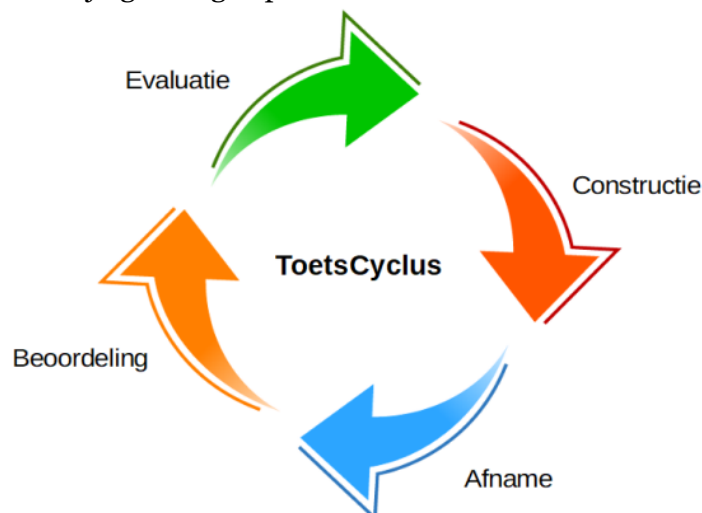 Evaluatie
Constructie
ToetsCyclus
Beoordeling
Afname